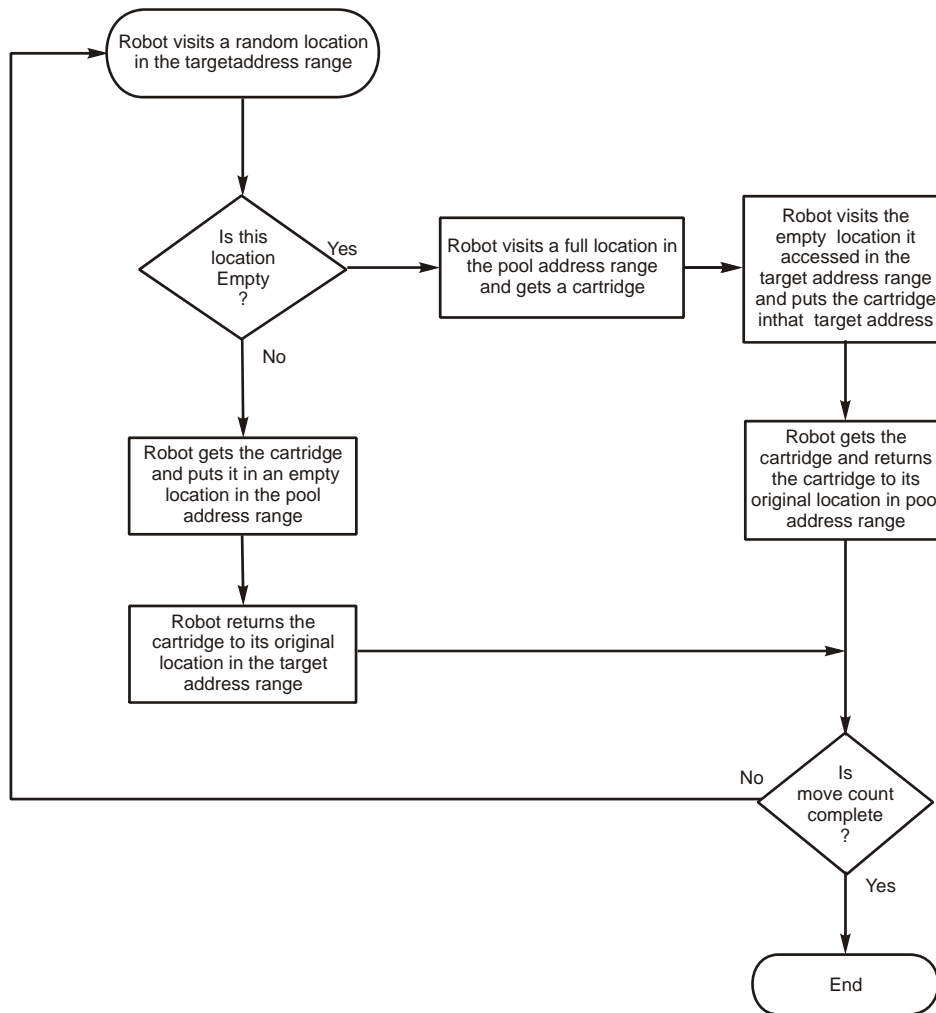 Robot visits a random location
in the targetaddress range
Is this
location
Empty
?
Yes
Robot visits a full location in
the pool address range
and gets a cartridge
Robot visits the
empty location it
accessed in the
target address range
and puts the cartridge
inthat target address
No
Robot gets the cartridge
and puts it in an empty
location in the pool
address range
Robot gets the
cartridge and returns
the cartridge to its
original location in pool
address range
Robot returns the
cartridge to its original
location in the target
address range
No
Is
move count
complete
?
Yes
End